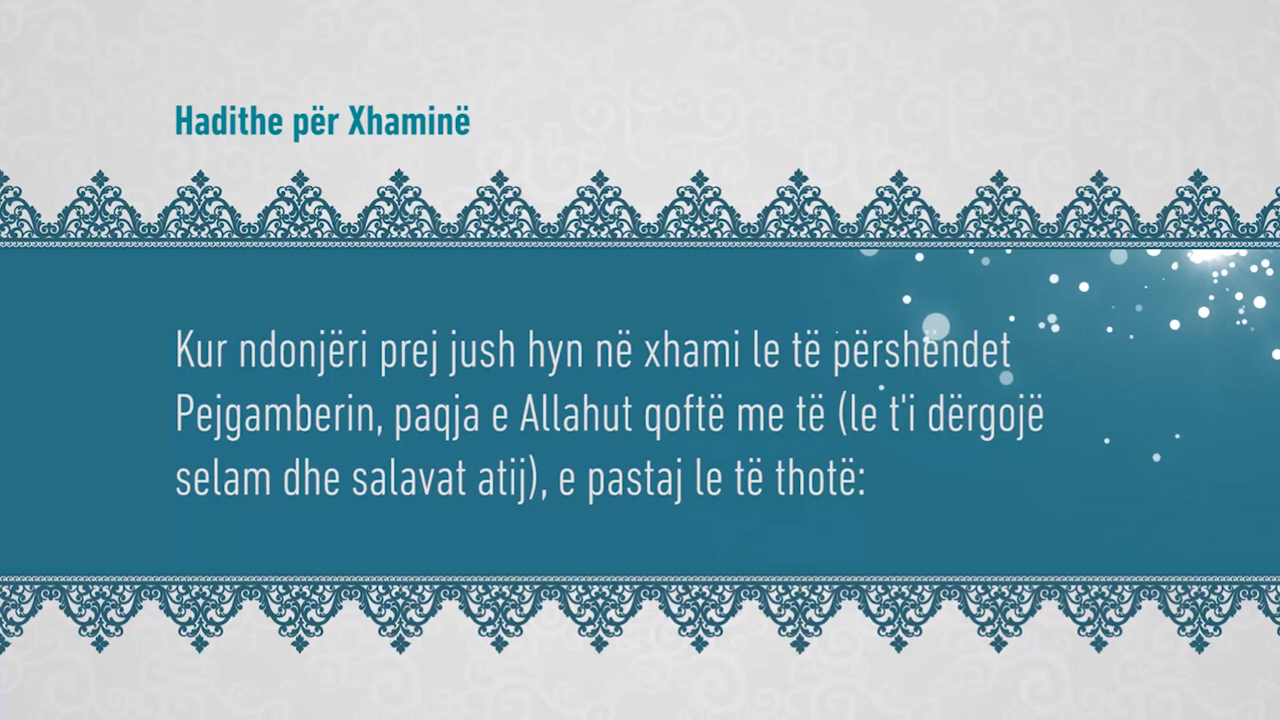 Hadithe për Xhaminë
Kur ndonjëri prej jush hyn në xhami le të përshëndet
Pejgamberin, paqja e Allahut qoftë me të (le t'i dërgojë
selam dhe salavat atij), e pastaj le të thotë: